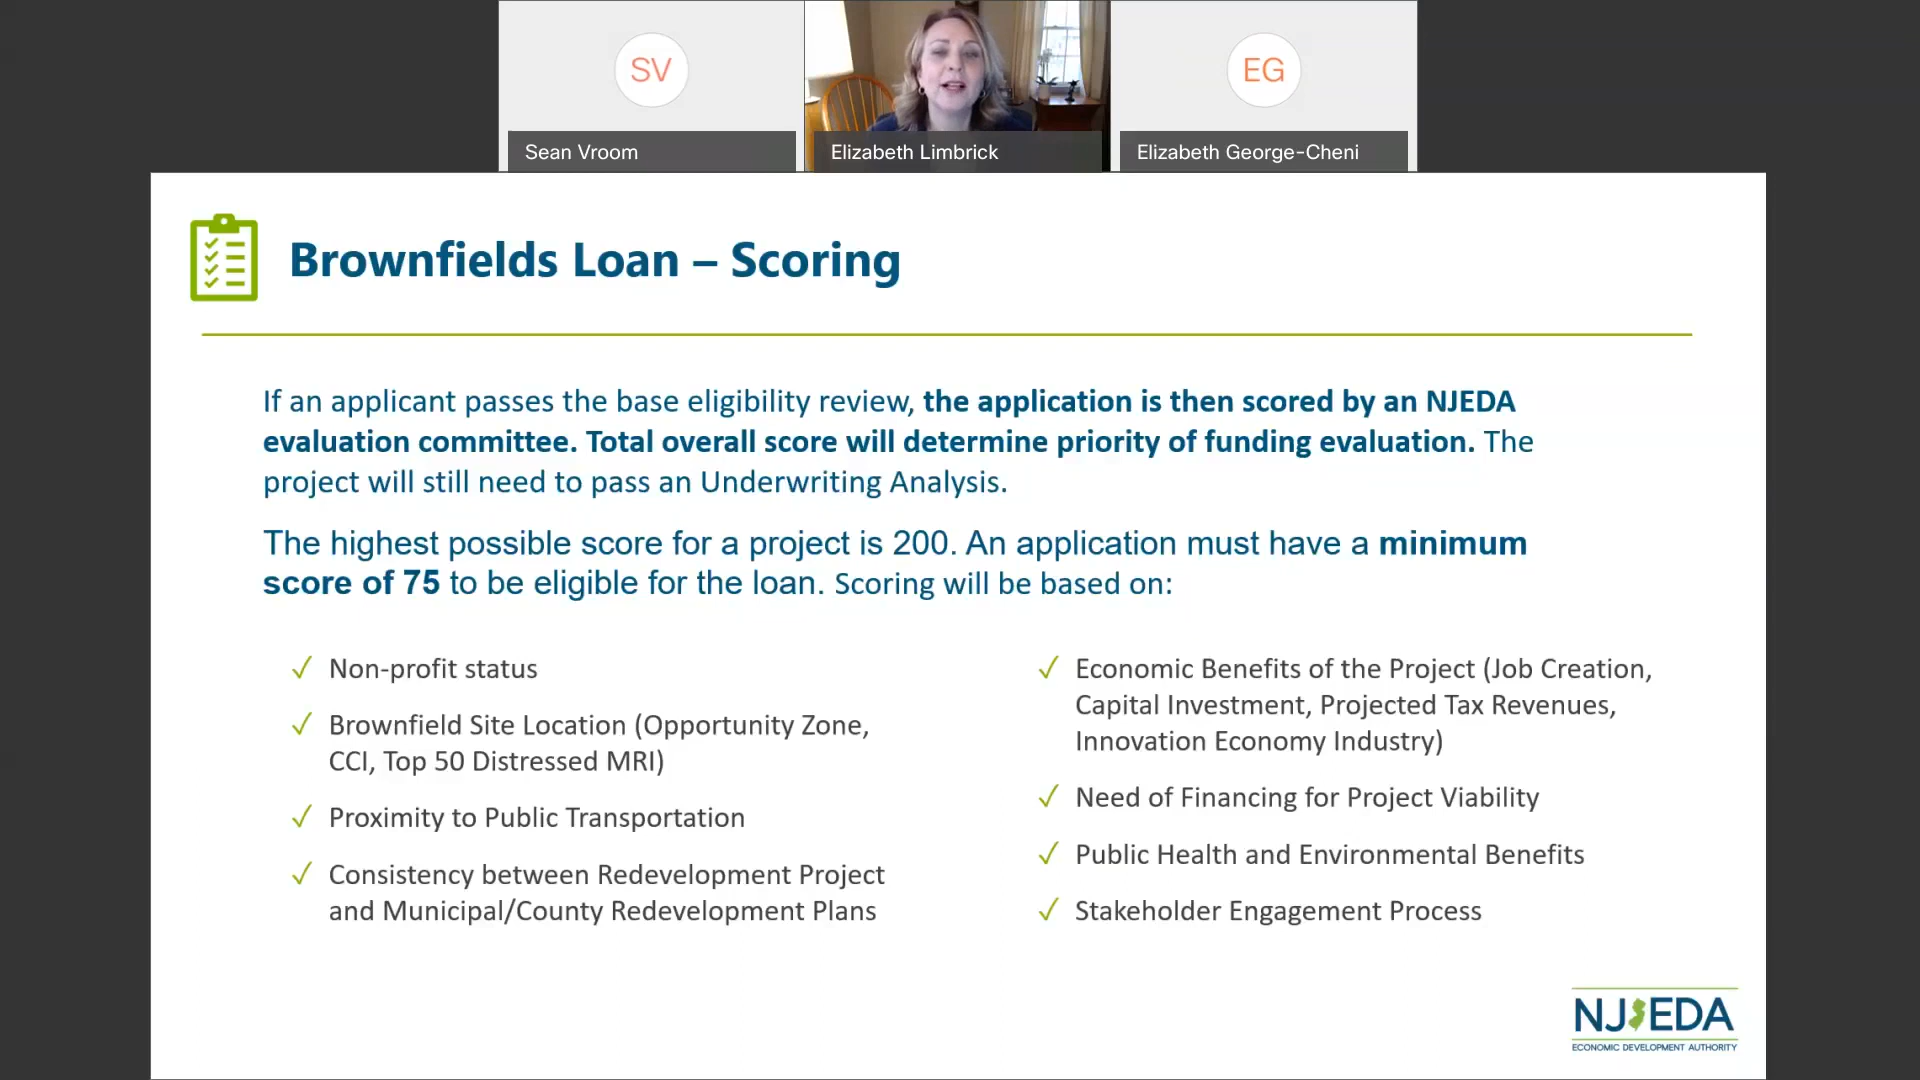 SV
EG
Sean Vroom
Elizabeth Limbrick
Elizabeth George-Cheni
Brownfields Loan – Scoring
If an applicant passes the base eligibility review, the application is then scored by an NJEDA
evaluation committee. Total overall score will determine priority of funding evaluation. The
project will still need to pass an Underwriting Analysis.
The highest possible score for a project is 200. An application must have a minimum
score of 75 to be eligible for the loan. Scoring will be based on:
✓ Non-profit status
✓ Brownfield Site Location (Opportunity Zone,
CCI, Top 50 Distressed MRI)
✓ Proximity to Public Transportation
✓ Consistency between Redevelopment Project
and Municipal/County Redevelopment Plans
✓ Economic Benefits of the Project (Job Creation,
Capital Investment, Projected Tax Revenues,
Innovation Economy Industry)
✓ Need of Financing for Project Viability
✓ Public Health and Environmental Benefits
✓ Stakeholder Engagement Process
NJEDA
ECONOMIC DEVELOPMENT AUTHORITY